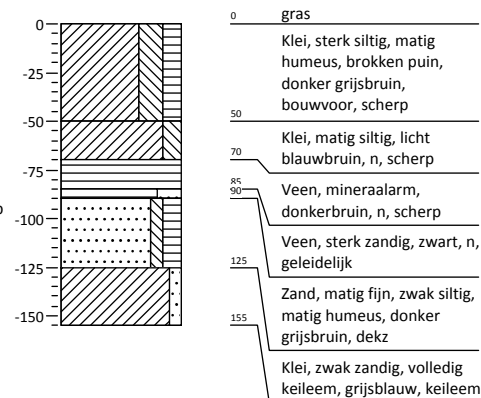 0
-25
-50
-75
-100
-125
-150
0 gras
Klei, sterk siltig, matig
humeus, brokken puin,
donker grijsbruin,
bouwvoor, scherp
50
Klei, matig siltig, licht
blauwbruin, n, scherp
70
Veen, mineraalarm,
donkerbruin, n, scherp
85
90
Veen, sterk zandig, zwart, n,
geleidelijk
Zand, matig fijn, zwak siltig,
matig humeus, donker
grijsbruin, dekz
125
Klei, zwak zandig, volledig
keileem, grijsblauw, keileem
155